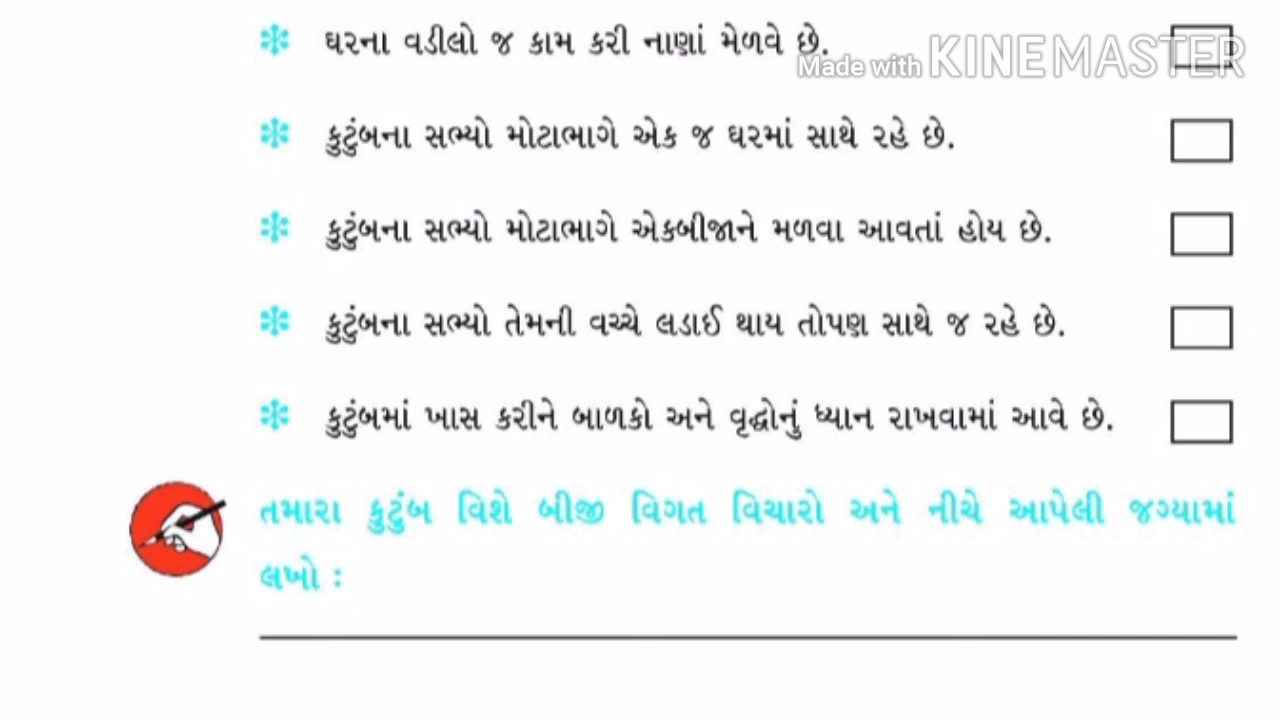 ઘરના વડીલો જ કામ કરી નાણાં મેળવે છે.
Made with KINEMASTER
કુટુંબના સભ્યો મોટાભાગે એક જ ઘરમાં સાથે રહે છે.
કુટુંબના સભ્યો મોટાભાગે એકબીજાને મળવા આવતાં હોય છે.
કુટુંબના સભ્યો તેમની વચ્ચે લડાઈ થાય તોપણ સાથે જ રહે છે.
કુટુંબમાં ખાસ કરીને બાળકો અને વૃદ્ધોનું ધ્યાન રાખવામાં આવે છે.
તમારા કુટુંબ વિશે બીજી વિગત વિચારો અને નીચે આપેલી જગ્યામાં
લખો :